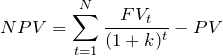 NPV = \sum_{t=1}^{N} \frac{FV_t}{(1+k)^t} - PV